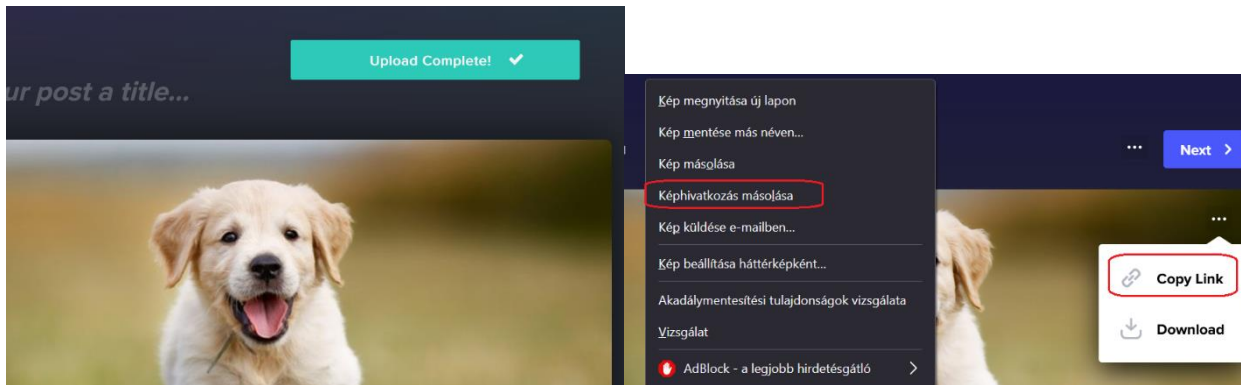 Upload Complete!
ur post a title...
Kép megnyitása új lapon
Kép mentése más néven...
Kép másolása
Képhivatkozás másolása
Kép küldése e-mailben...
Kép beállítása háttérképként...
Akadálymentesítési tulajdonságok vizsgálata
Vizsgálat
AdBlock - a legjobb hirdetésgátló
... Next
...
Copy Link
Download